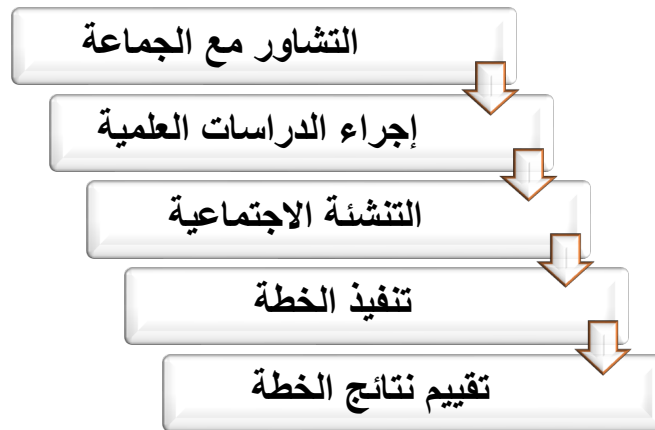 التشاور مع الجماعة
إجراء الدراسات العلمية
التنشئة الاجتماعية
تنفيذ الخطة
تقييم نتائج الخطة